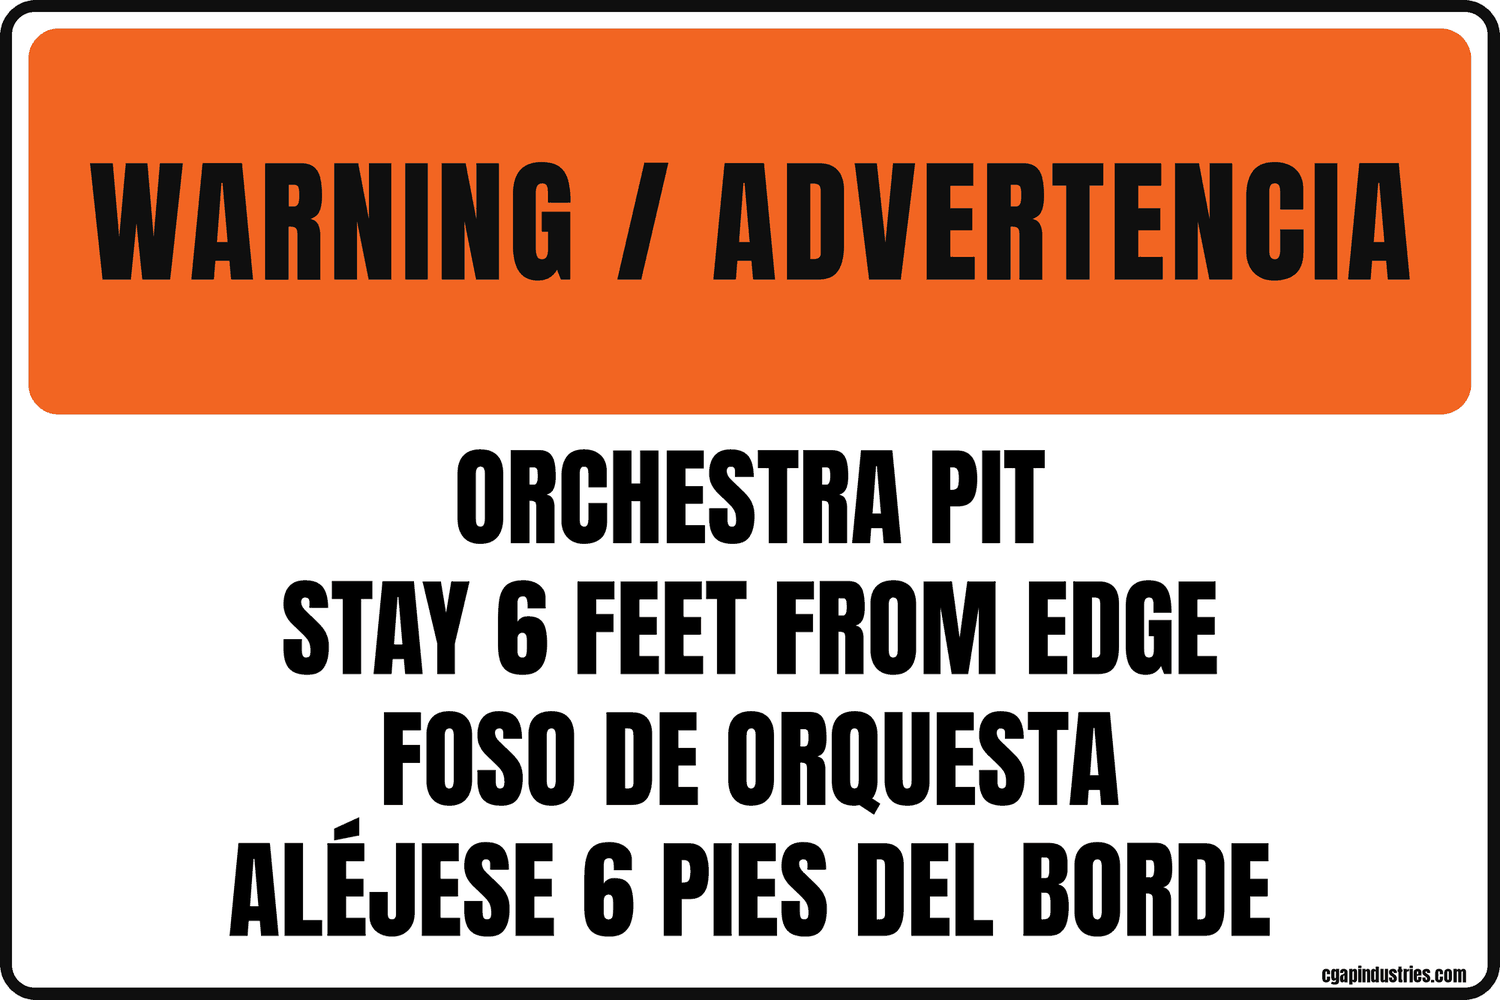 WARNING / ADVERTENCIA
ORCHESTRA PIT
STAY 6 FEET FROM EDGE
FOSO DE ORQUESTA
ALÉJESE 6 PIES DEL BORDE
cgapindustries.com